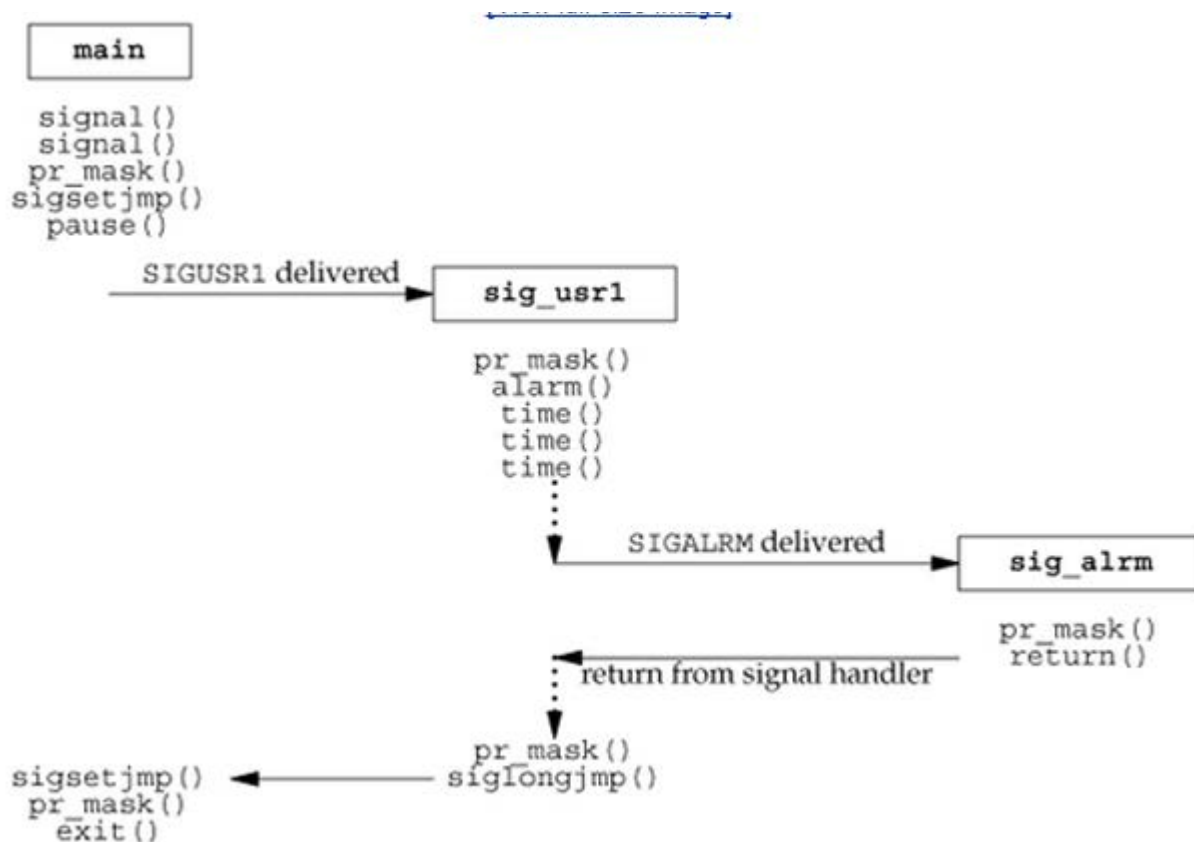 main
signal()
signal()
pr_mask()
sigsetjmp()
pause()
SIGUSR1 delivered
sig_usr1
pr_mask()
alarm()
time()
time()
time()
SIGALRM delivered
sig_alrm
pr_mask()
return()
return from signal handler
pr_mask()
siglongjmp()
sigsetjmp()
pr_mask()
exit()